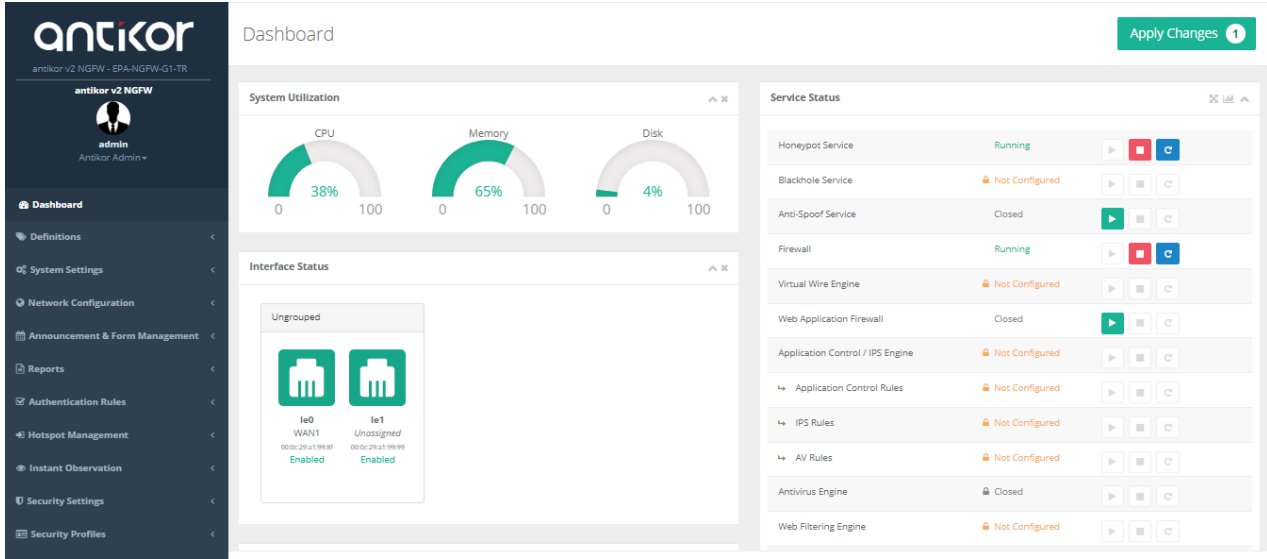 antikor
antikor v2 NGFW - EPA-NGFW-G1-TR
antikor v2 NGFW
admin
Antikor Admin
Dashboard
Definitions
System Settings
Network Configuration
Announcement & Form Management
Reports
Authentication Rules
Hotspot Management
Instant Observation
Security Settings
Security Profiles
Dashboard
Apply Changes 1
System Utilization
CPU Memory Disk
38% 65% 4%
0 100 0 100 0 100
Interface Status
Ungrouped
le0 le1
WAN1 Unassigned
00:0c:29:a1:99:8f 00:0c:29:a1:99:99
Enabled Enabled
Service Status
Honeypot Service Running
Blackhole Service Not Configured
Anti-Spoof Service Closed
Firewall Running
Virtual Wire Engine Not Configured
Web Application Firewall Closed
Application Control / IPS Engine Not Configured
Application Control Rules Not Configured
IPS Rules Not Configured
AV Rules Not Configured
Antivirus Engine Closed
Web Filtering Engine Not Configured